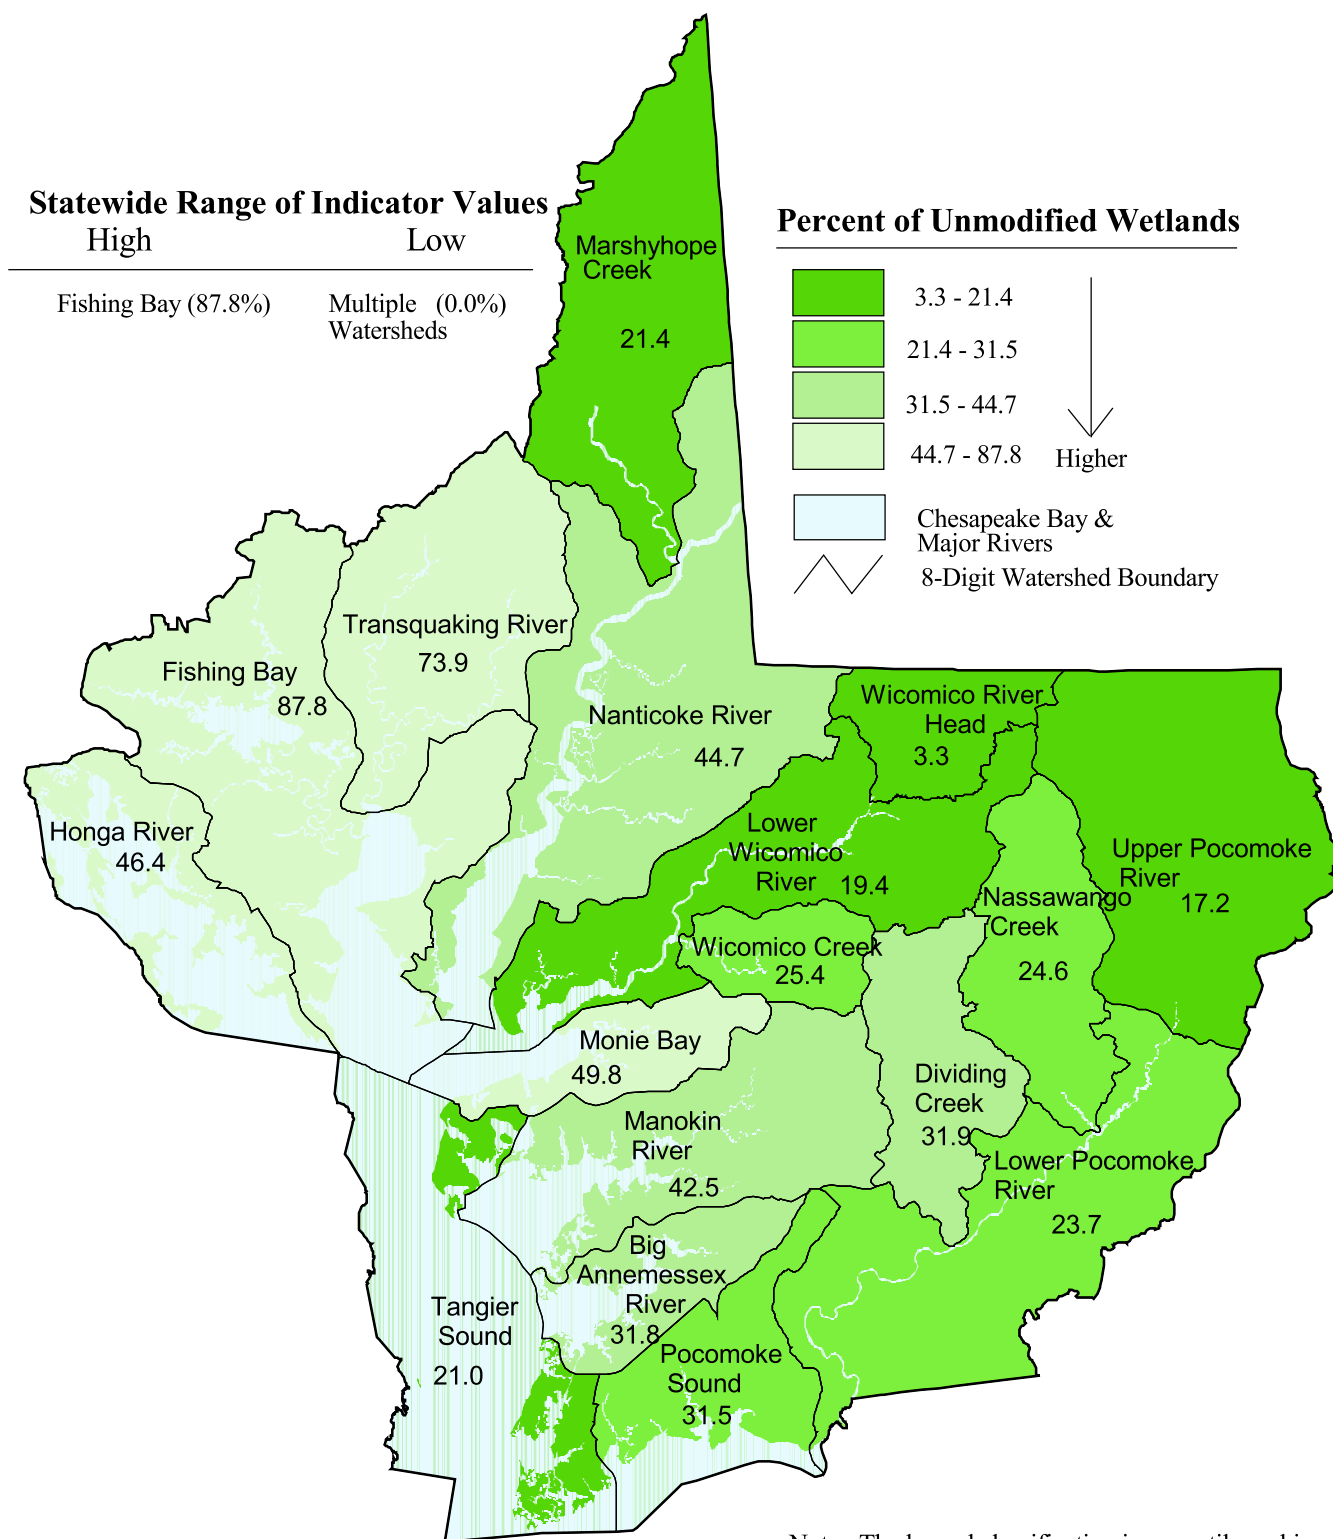 Statewide Range of Indicator Values
High Low
Fishing Bay (87.8%) Multiple (0.0%)
Watersheds
Percent of Unmodified Wetlands
3.3 - 21.4
21.4 - 31.5
31.5 - 44.7
44.7 - 87.8
Higher
Chesapeake Bay &
Major Rivers
8-Digit Watershed Boundary
Marshyhope
Creek
21.4
Transquaking River
73.9
Fishing Bay
87.8
Nanticoke River
44.7
Wicomico River
Head
3.3
Honga River
46.4
Lower
Wicomico
River 19.4
Upper Pocomoke
River
17.2
Nassawango
Creek
24.6
Wicomico Creek
25.4
Monie Bay
49.8
Dividing
Creek
31.9
Manokin
River
42.5
Lower Pocomoke
River
23.7
Big
Annemessex
River
31.8
Tangier
Sound
21.0
Pocomoke
Sound
31.5